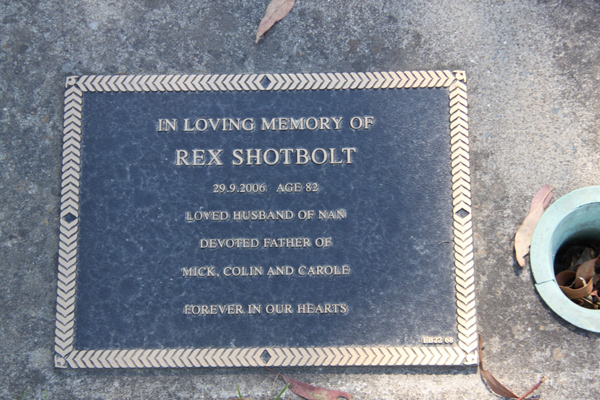 IN LOVING MEMORY OF
REX SHOTBOLT
29.9.2006 AGE 82
LOVED HUSBAND OF NAN
DEVOTED FATHER OF
MICK, COLIN AND CAROLE
FOREVER IN OUR HEARTS